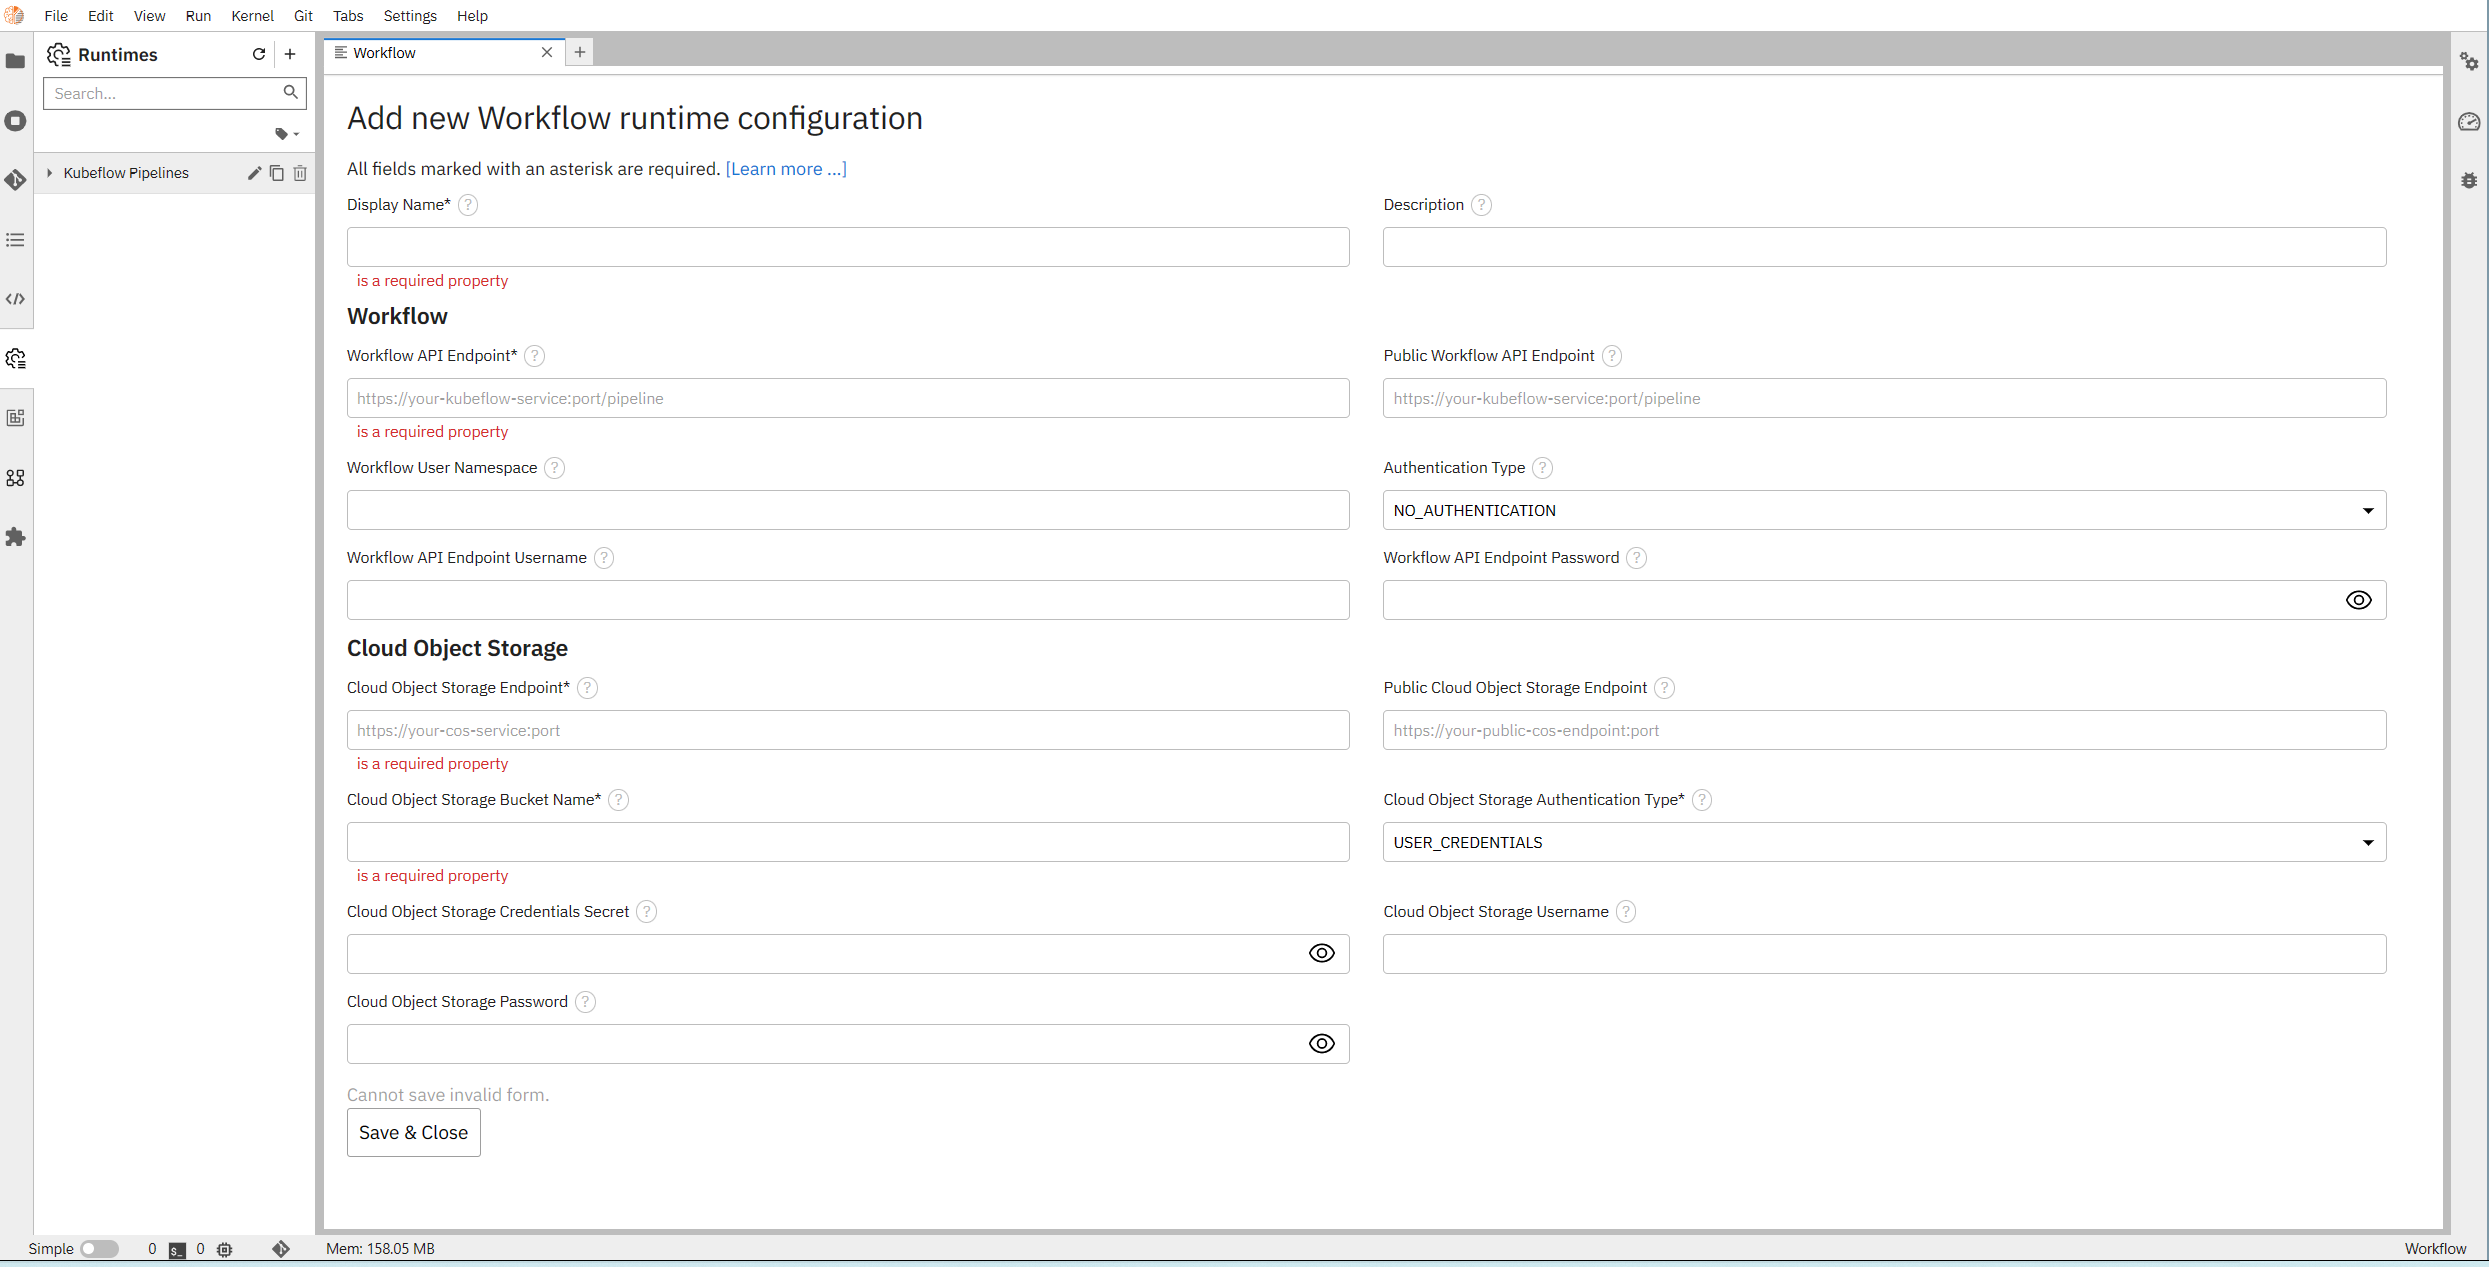 File Edit View Run Kernel Git Tabs Settings Help
Runtimes
Workflow
Search...
Kubeflow Pipelines
Add new Workflow runtime configuration
All fields marked with an asterisk are required. [Learn more ...]
Display Name* ?
Description ?
is a required property
Workflow
Workflow API Endpoint* ?
Public Workflow API Endpoint ?
https://your-kubeflow-service:port/pipeline
https://your-kubeflow-service:port/pipeline
is a required property
Workflow User Namespace ?
Authentication Type ?
NO_AUTHENTICATION
Workflow API Endpoint Username ?
Workflow API Endpoint Password ?
Cloud Object Storage
Cloud Object Storage Endpoint* ?
Public Cloud Object Storage Endpoint ?
https://your-cos-service:port
https://your-public-cos-endpoint:port
is a required property
Cloud Object Storage Bucket Name* ?
Cloud Object Storage Authentication Type* ?
USER_CREDENTIALS
is a required property
Cloud Object Storage Credentials Secret ?
Cloud Object Storage Username ?
Cloud Object Storage Password ?
Cannot save invalid form.
Save & Close
Simple 0 $_ 0 Mem: 158.05 MB Workflow